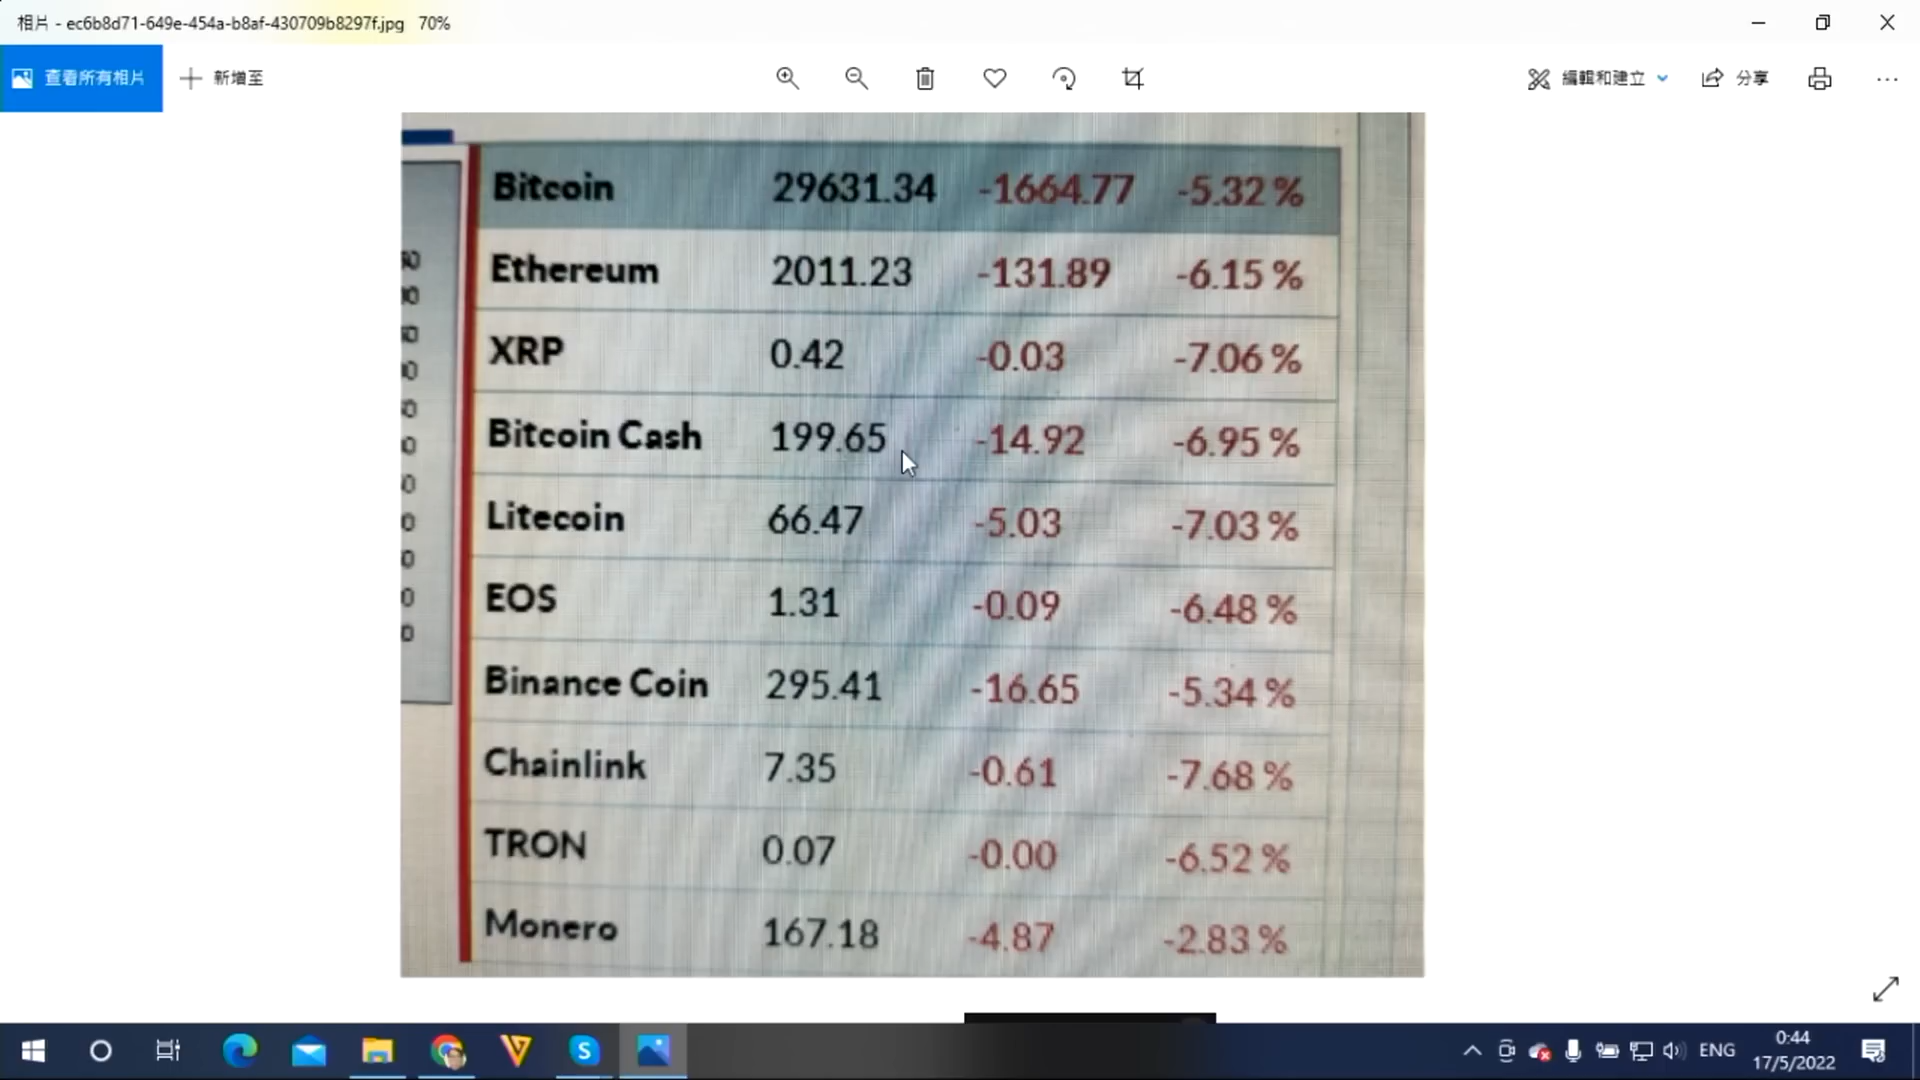 相片 - ec6b8d71-649e-454a-b8af-430709b8297f.jpg 70%
查看所有相片 新增至 編輯和建立 分享
Bitcoin 29631.34 -1664.77 -5.32 %
Ethereum 2011.23 -131.89 -6.15 %
XRP 0.42 -0.03 -7.06 %
Bitcoin Cash 199.65 -14.92 -6.95 %
Litecoin 66.47 -5.03 -7.03 %
EOS 1.31 -0.09 -6.48 %
Binance Coin 295.41 -16.65 -5.34 %
Chainlink 7.35 -0.61 -7.68 %
TRON 0.07 -0.00 -6.52 %
Monero 167.18 -4.87 -2.83 %
ENG
0:44
17/5/2022